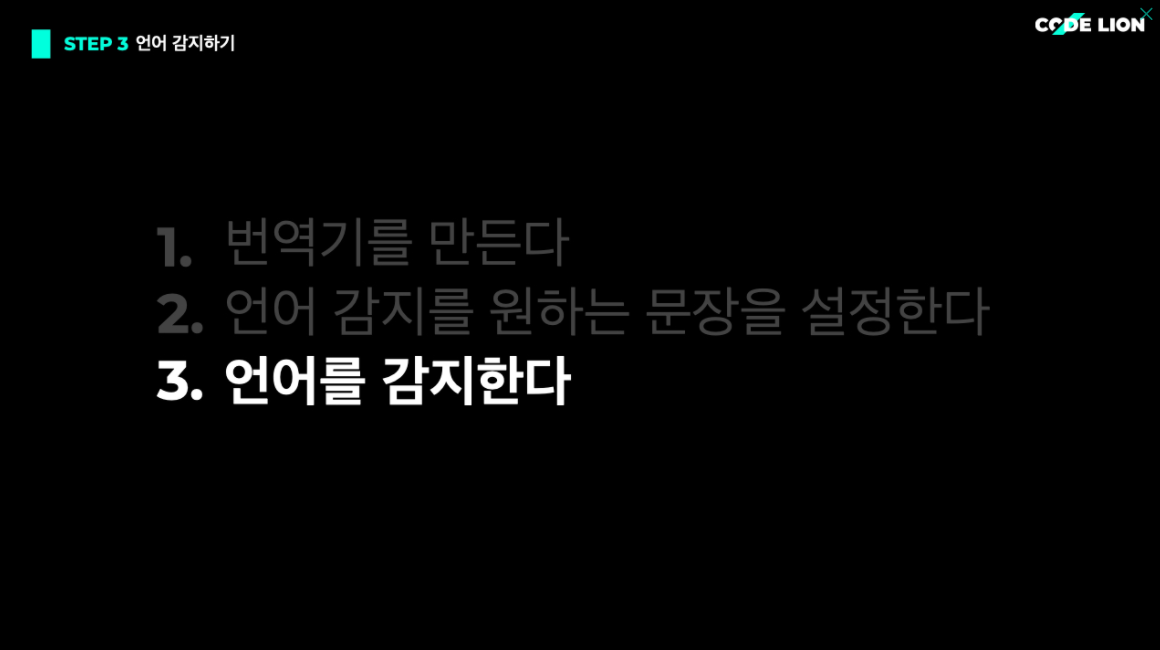 STEP 3 언어 감지하기
CODE LION
1. 번역기를 만든다
2. 언어 감지를 원하는 문장을 설정한다
3. 언어를 감지한다